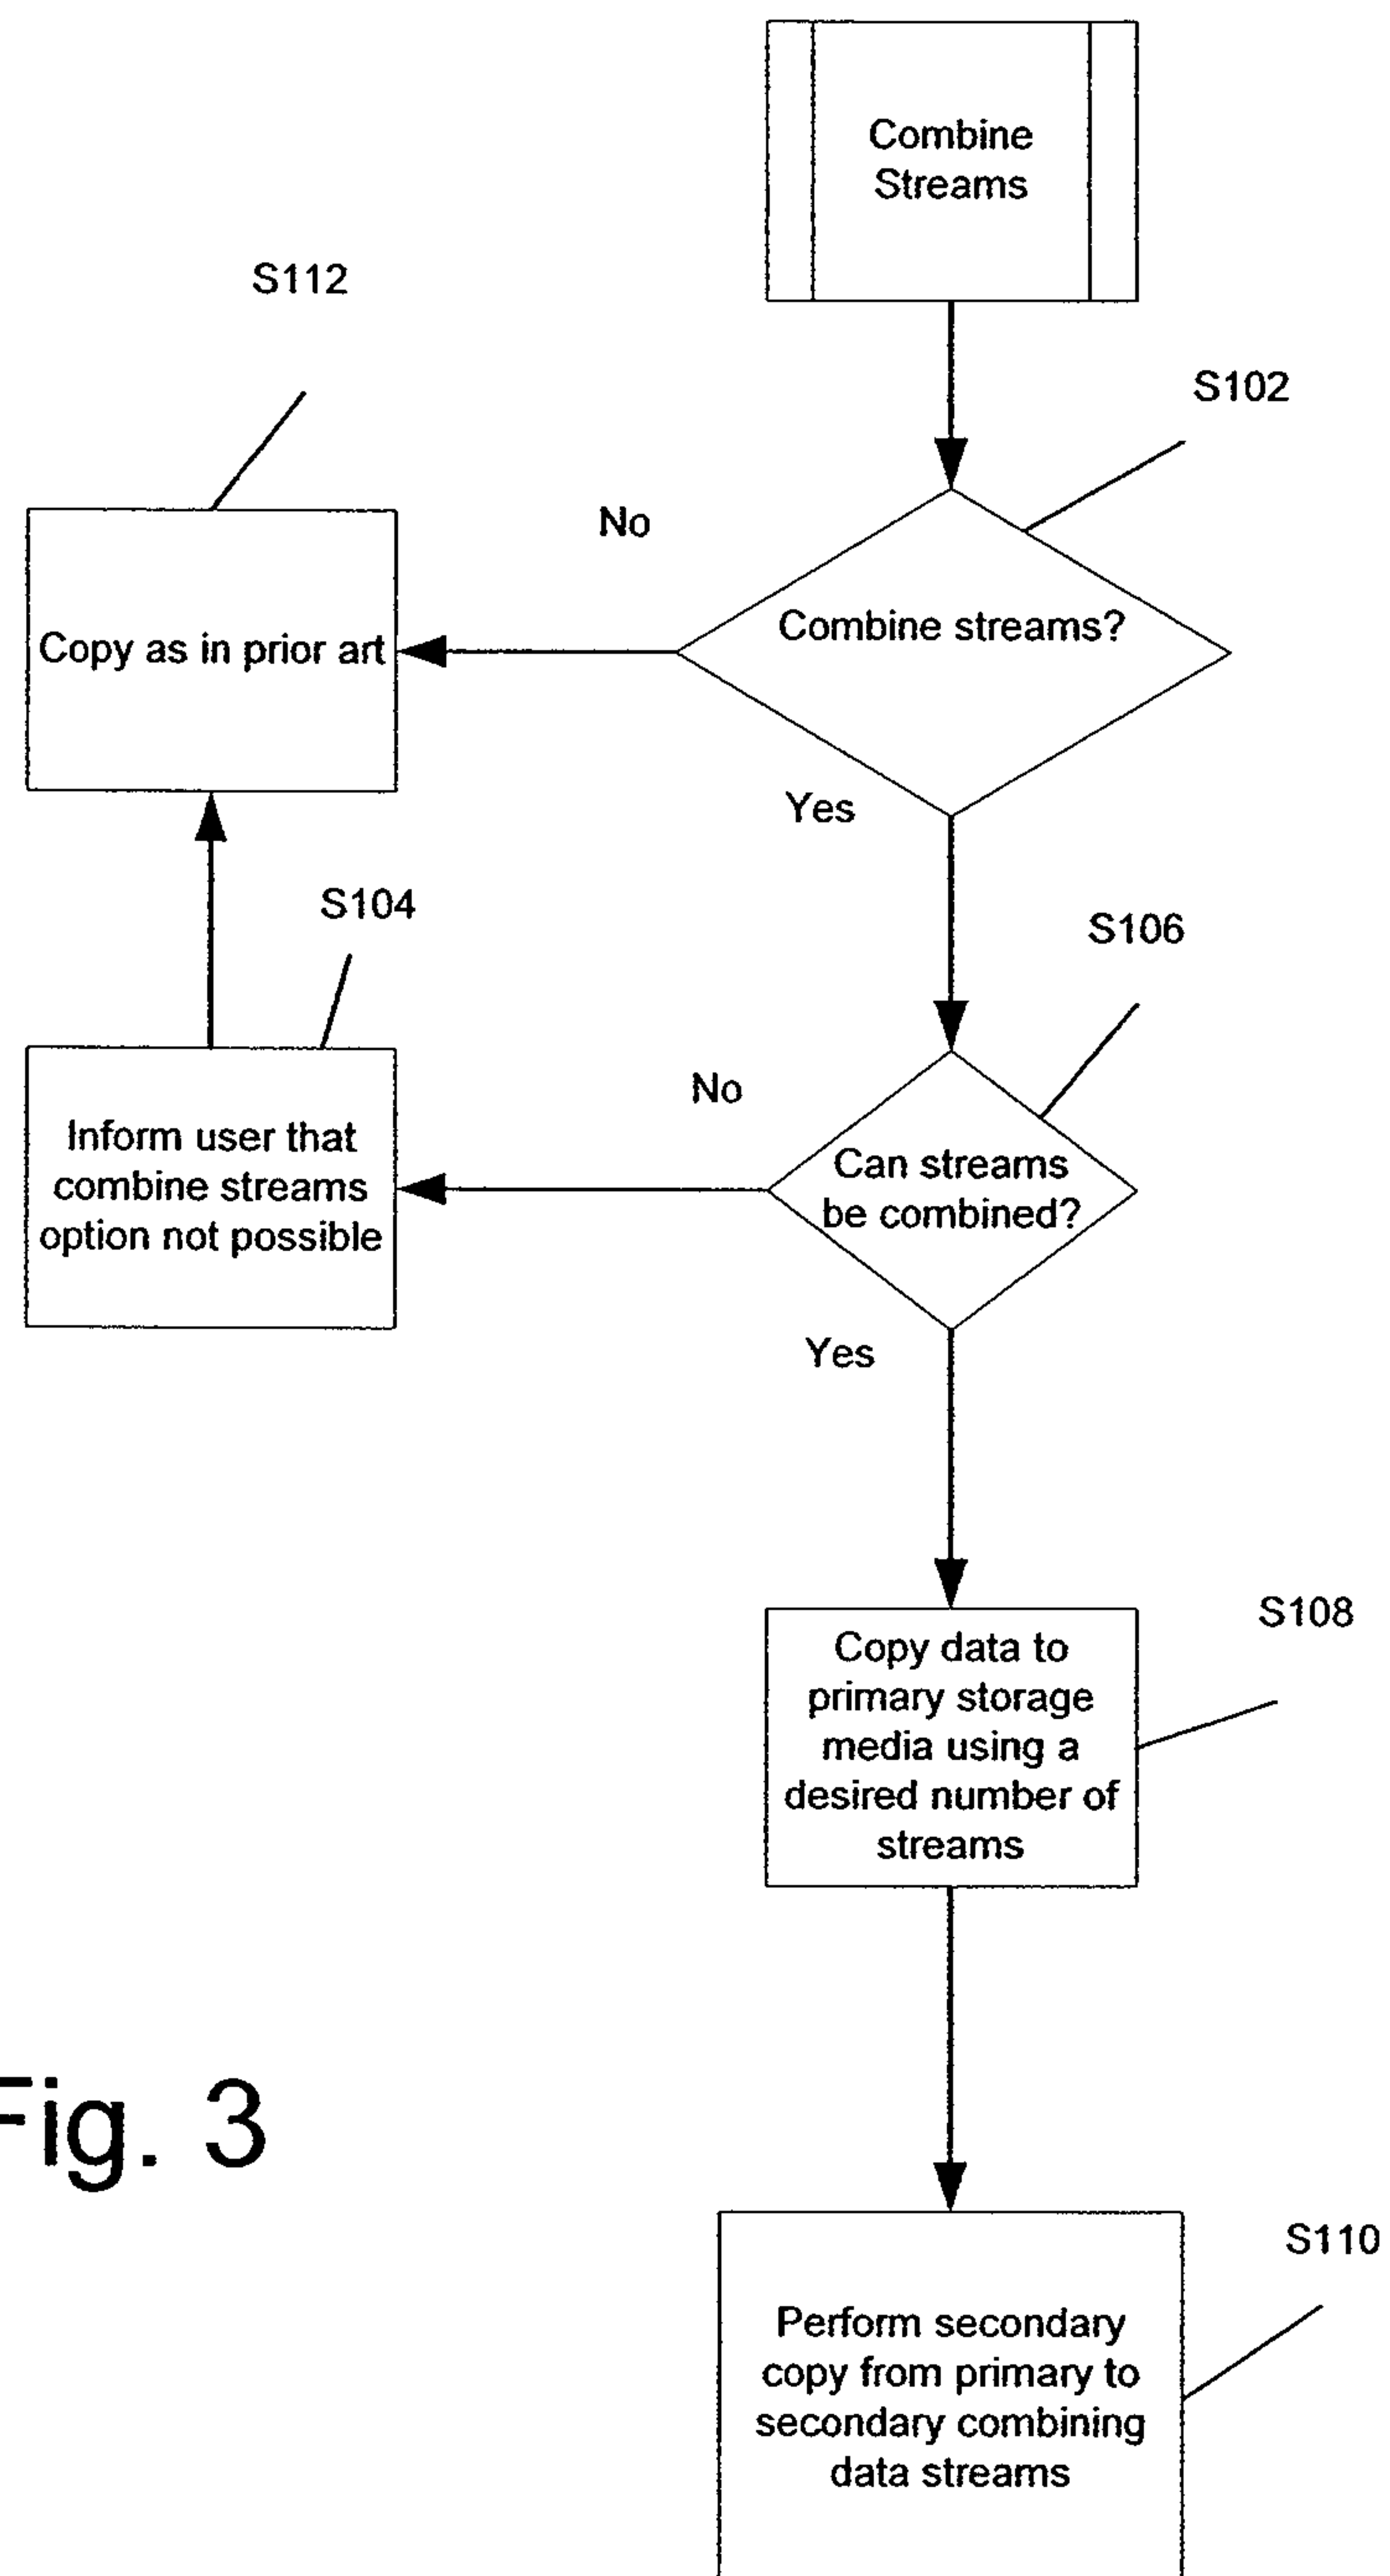 Combine
Streams
S112
S102
No
Combine streams?
Copy as in prior art
Yes
S104
S106
No
Inform user that
combine streams
option not possible
Can streams
be combined?
Yes
S108
Copy data to
primary storage
media using a
desired number of
streams
Fig. 3
S110
Perform secondary
copy from primary to
secondary combining
data streams